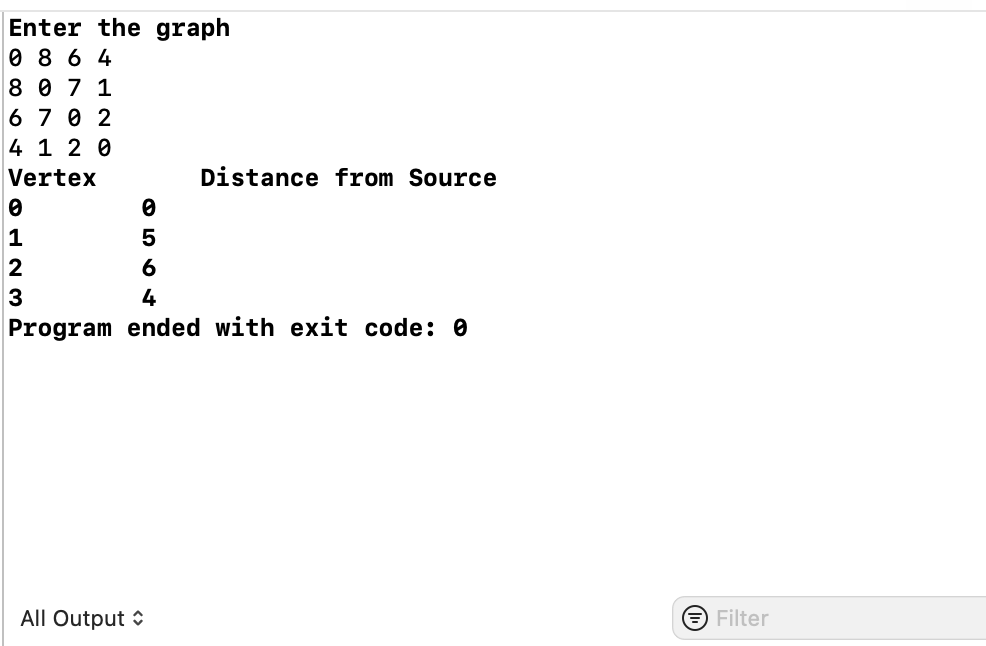 Enter the graph
0 8 6 4
8 0 7 1
6 7 0 2
4 1 2 0
Vertex Distance from Source
0 0
1 5
2 6
3 4
Program ended with exit code: 0
All Output
Filter